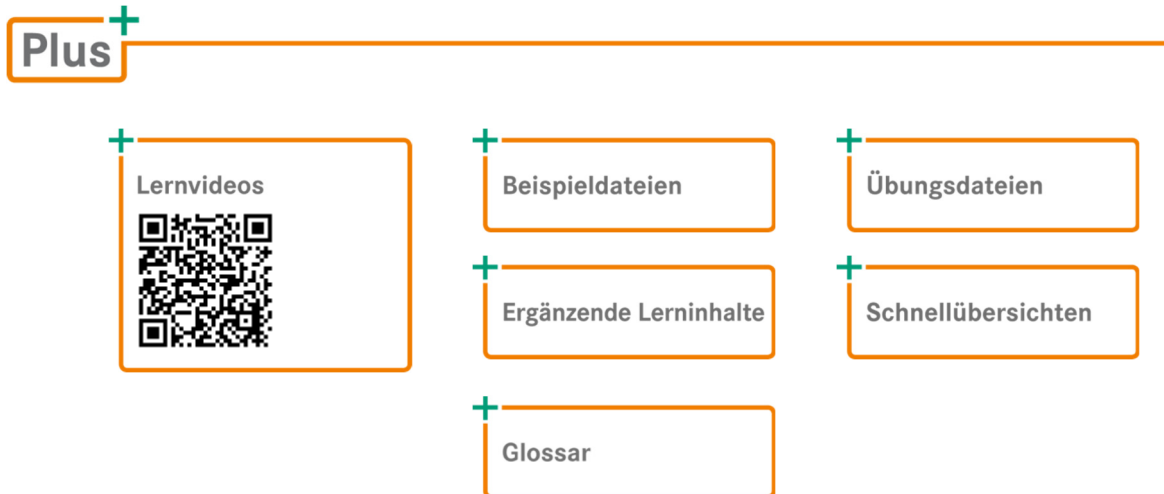 Plus
Lernvideos
Beispieldateien
Übungsdateien
Ergänzende Lerninhalte
Schnellübersichten
Glossar